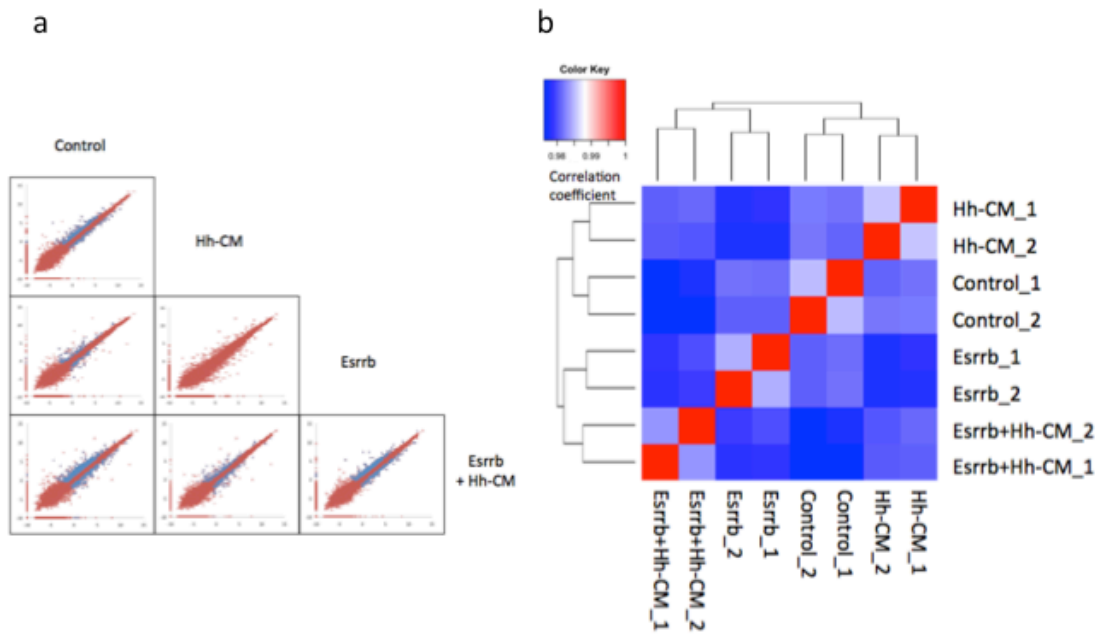 a
b
Color Key
0.98 0.99 1
Correlation
coefficient
Control
Hh-CM
Esrrb
Esrrb
+ Hh-CM
Hh-CM_1
Hh-CM_2
Control_1
Control_2
Esrrb_1
Esrrb_2
Esrrb+Hh-CM_2
Esrrb+Hh-CM_1
Esrrb+Hh-CM_1
Esrrb+Hh-CM_2
Esrrb_2
Esrrb_1
Control_2
Control_1
Hh-CM_2
Hh-CM_1